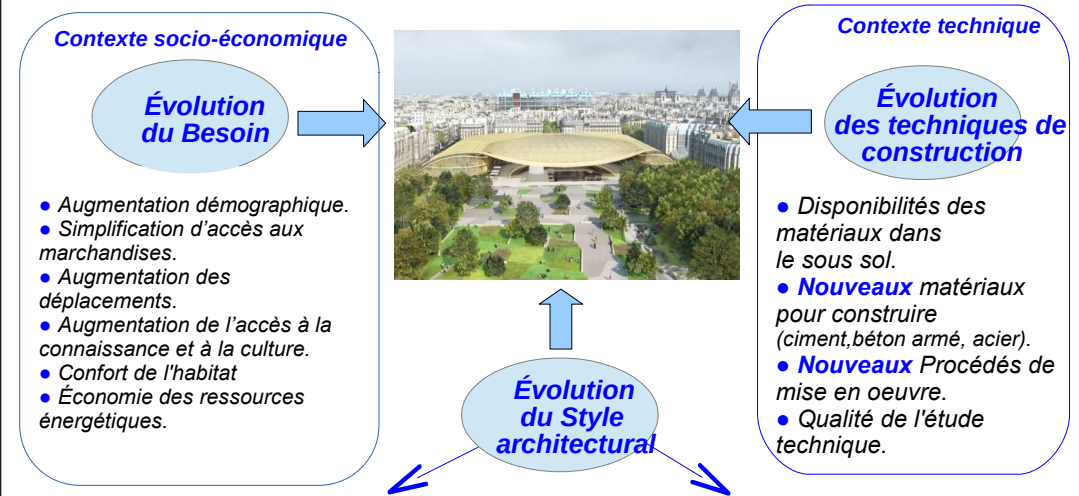 Contexte socio-économique
Évolution
du Besoin
● Augmentation démographique.
● Simplification d’accès aux
marchandises.
● Augmentation des
déplacements.
● Augmentation de l’accès à la
connaissance et à la culture.
● Confort de l'habitat
● Économie des ressources
énergétiques.
Évolution
du Style
architectural
Contexte technique
Évolution
des techniques de
construction
● Disponibilités des
matériaux dans
le sous sol.
● Nouveaux matériaux
pour construire
(ciment,béton armé, acier).
● Nouveaux Procédés de
mise en oeuvre.
● Qualité de l'étude
technique.